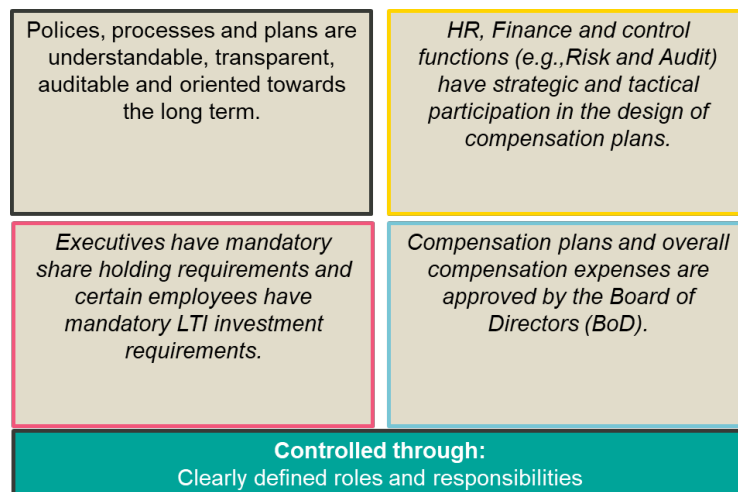 Polices, processes and plans are
understandable, transparent,
auditable and oriented towards
the long term.
HR, Finance and control
functions (e.g.,Risk and Audit)
have strategic and tactical
participation in the design of
compensation plans.
Executives have mandatory
share holding requirements and
certain employees have
mandatory LTI investment
requirements.
Compensation plans and overall
compensation expenses are
approved by the Board of
Directors (BoD).
Controlled through:
Clearly defined roles and responsibilities